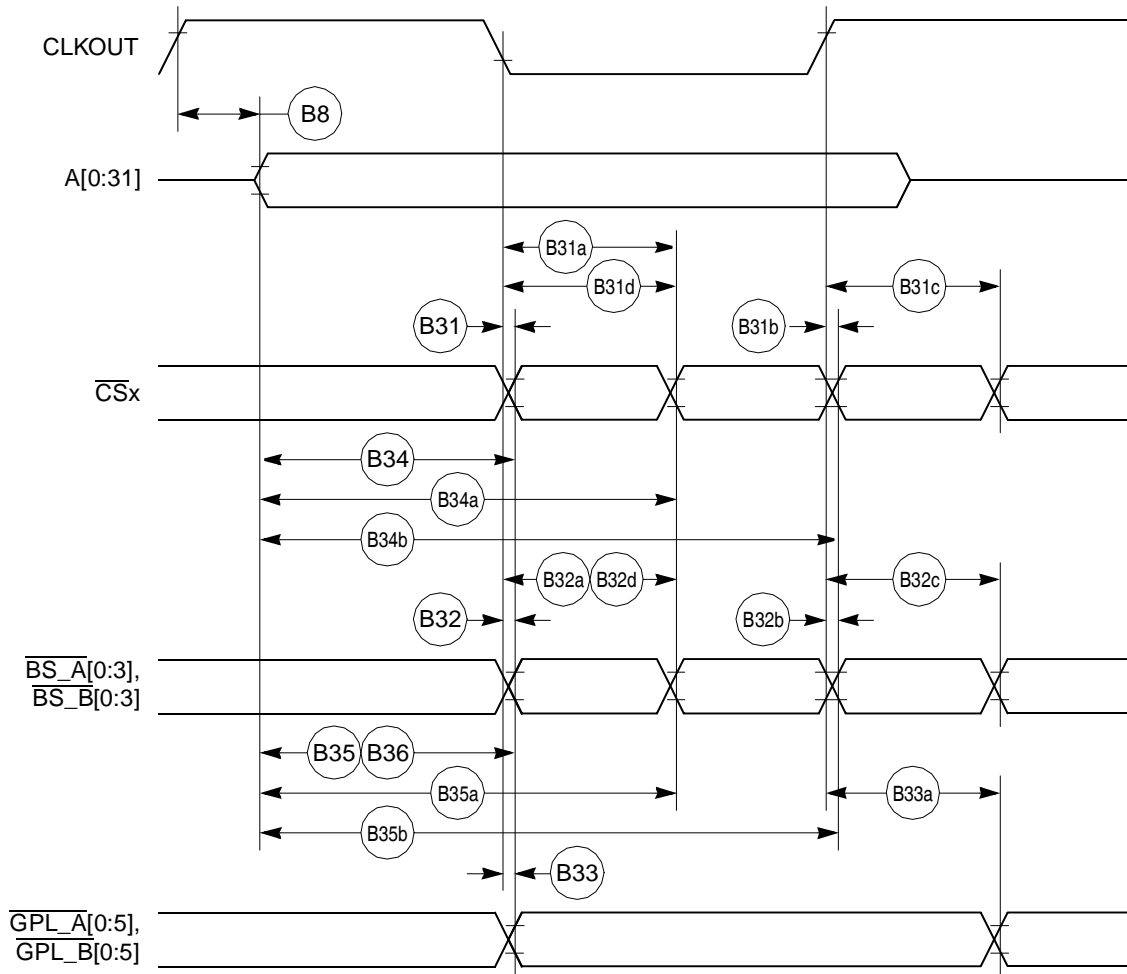 CLKOUT
B8
A[0:31]
B31a
B31d
B31c
B31
B31b
CSx
B34
B34a
B34b
B32a B32d
B32c
B32
B32b
BS_A[0:3],
BS_B[0:3]
B35 B36
B35a
B33a
B35b
B33
GPL_A[0:5],
GPL_B[0:5]